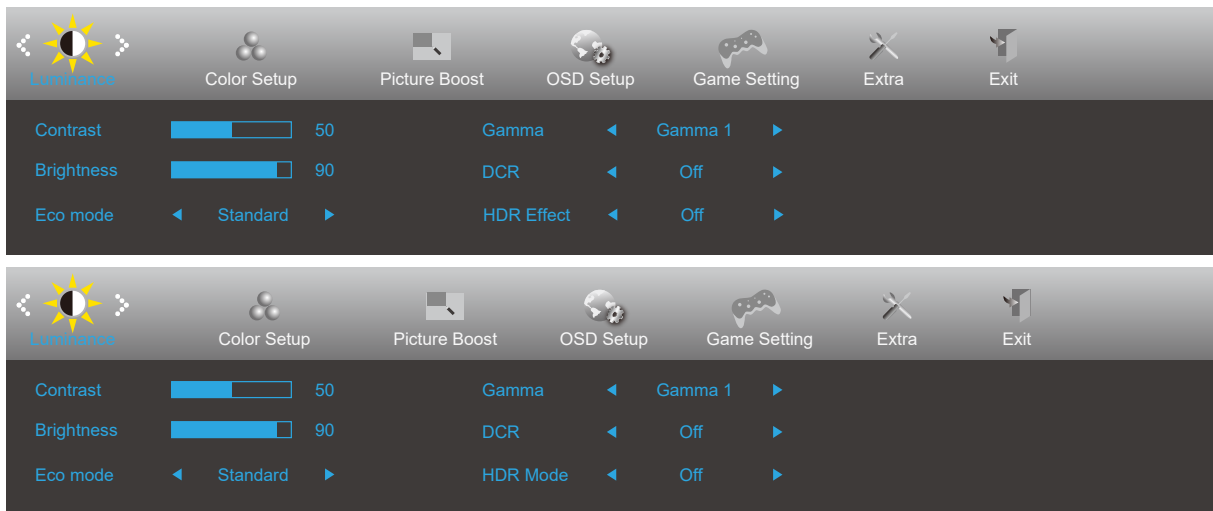 Luminance Color Setup Picture Boost OSD Setup Game Setting Extra Exit
Contrast 50 Gamma Gamma 1
Brightness 90 DCR Off
Eco mode Standard HDR Effect Off
Luminance Color Setup Picture Boost OSD Setup Game Setting Extra Exit
Contrast 50 Gamma Gamma 1
Brightness 90 DCR Off
Eco mode Standard HDR Mode Off